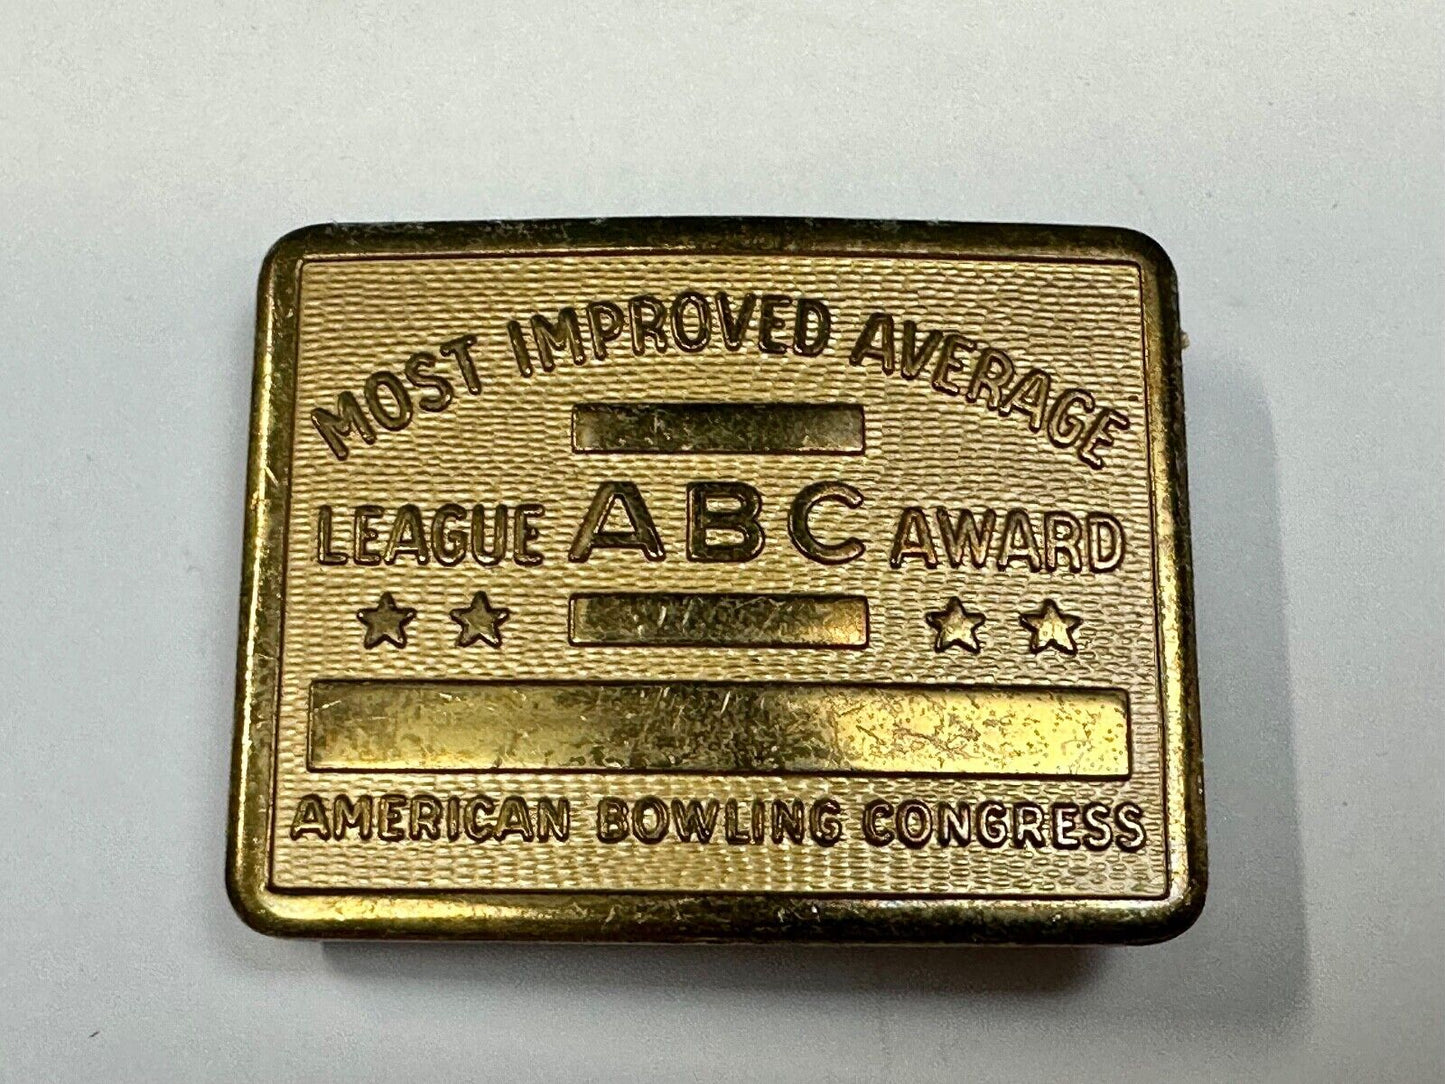 MOST IMPROVED AVERAGE
LEAGUE ABC AWARD
AMERICAN BOWLING CONGRESS